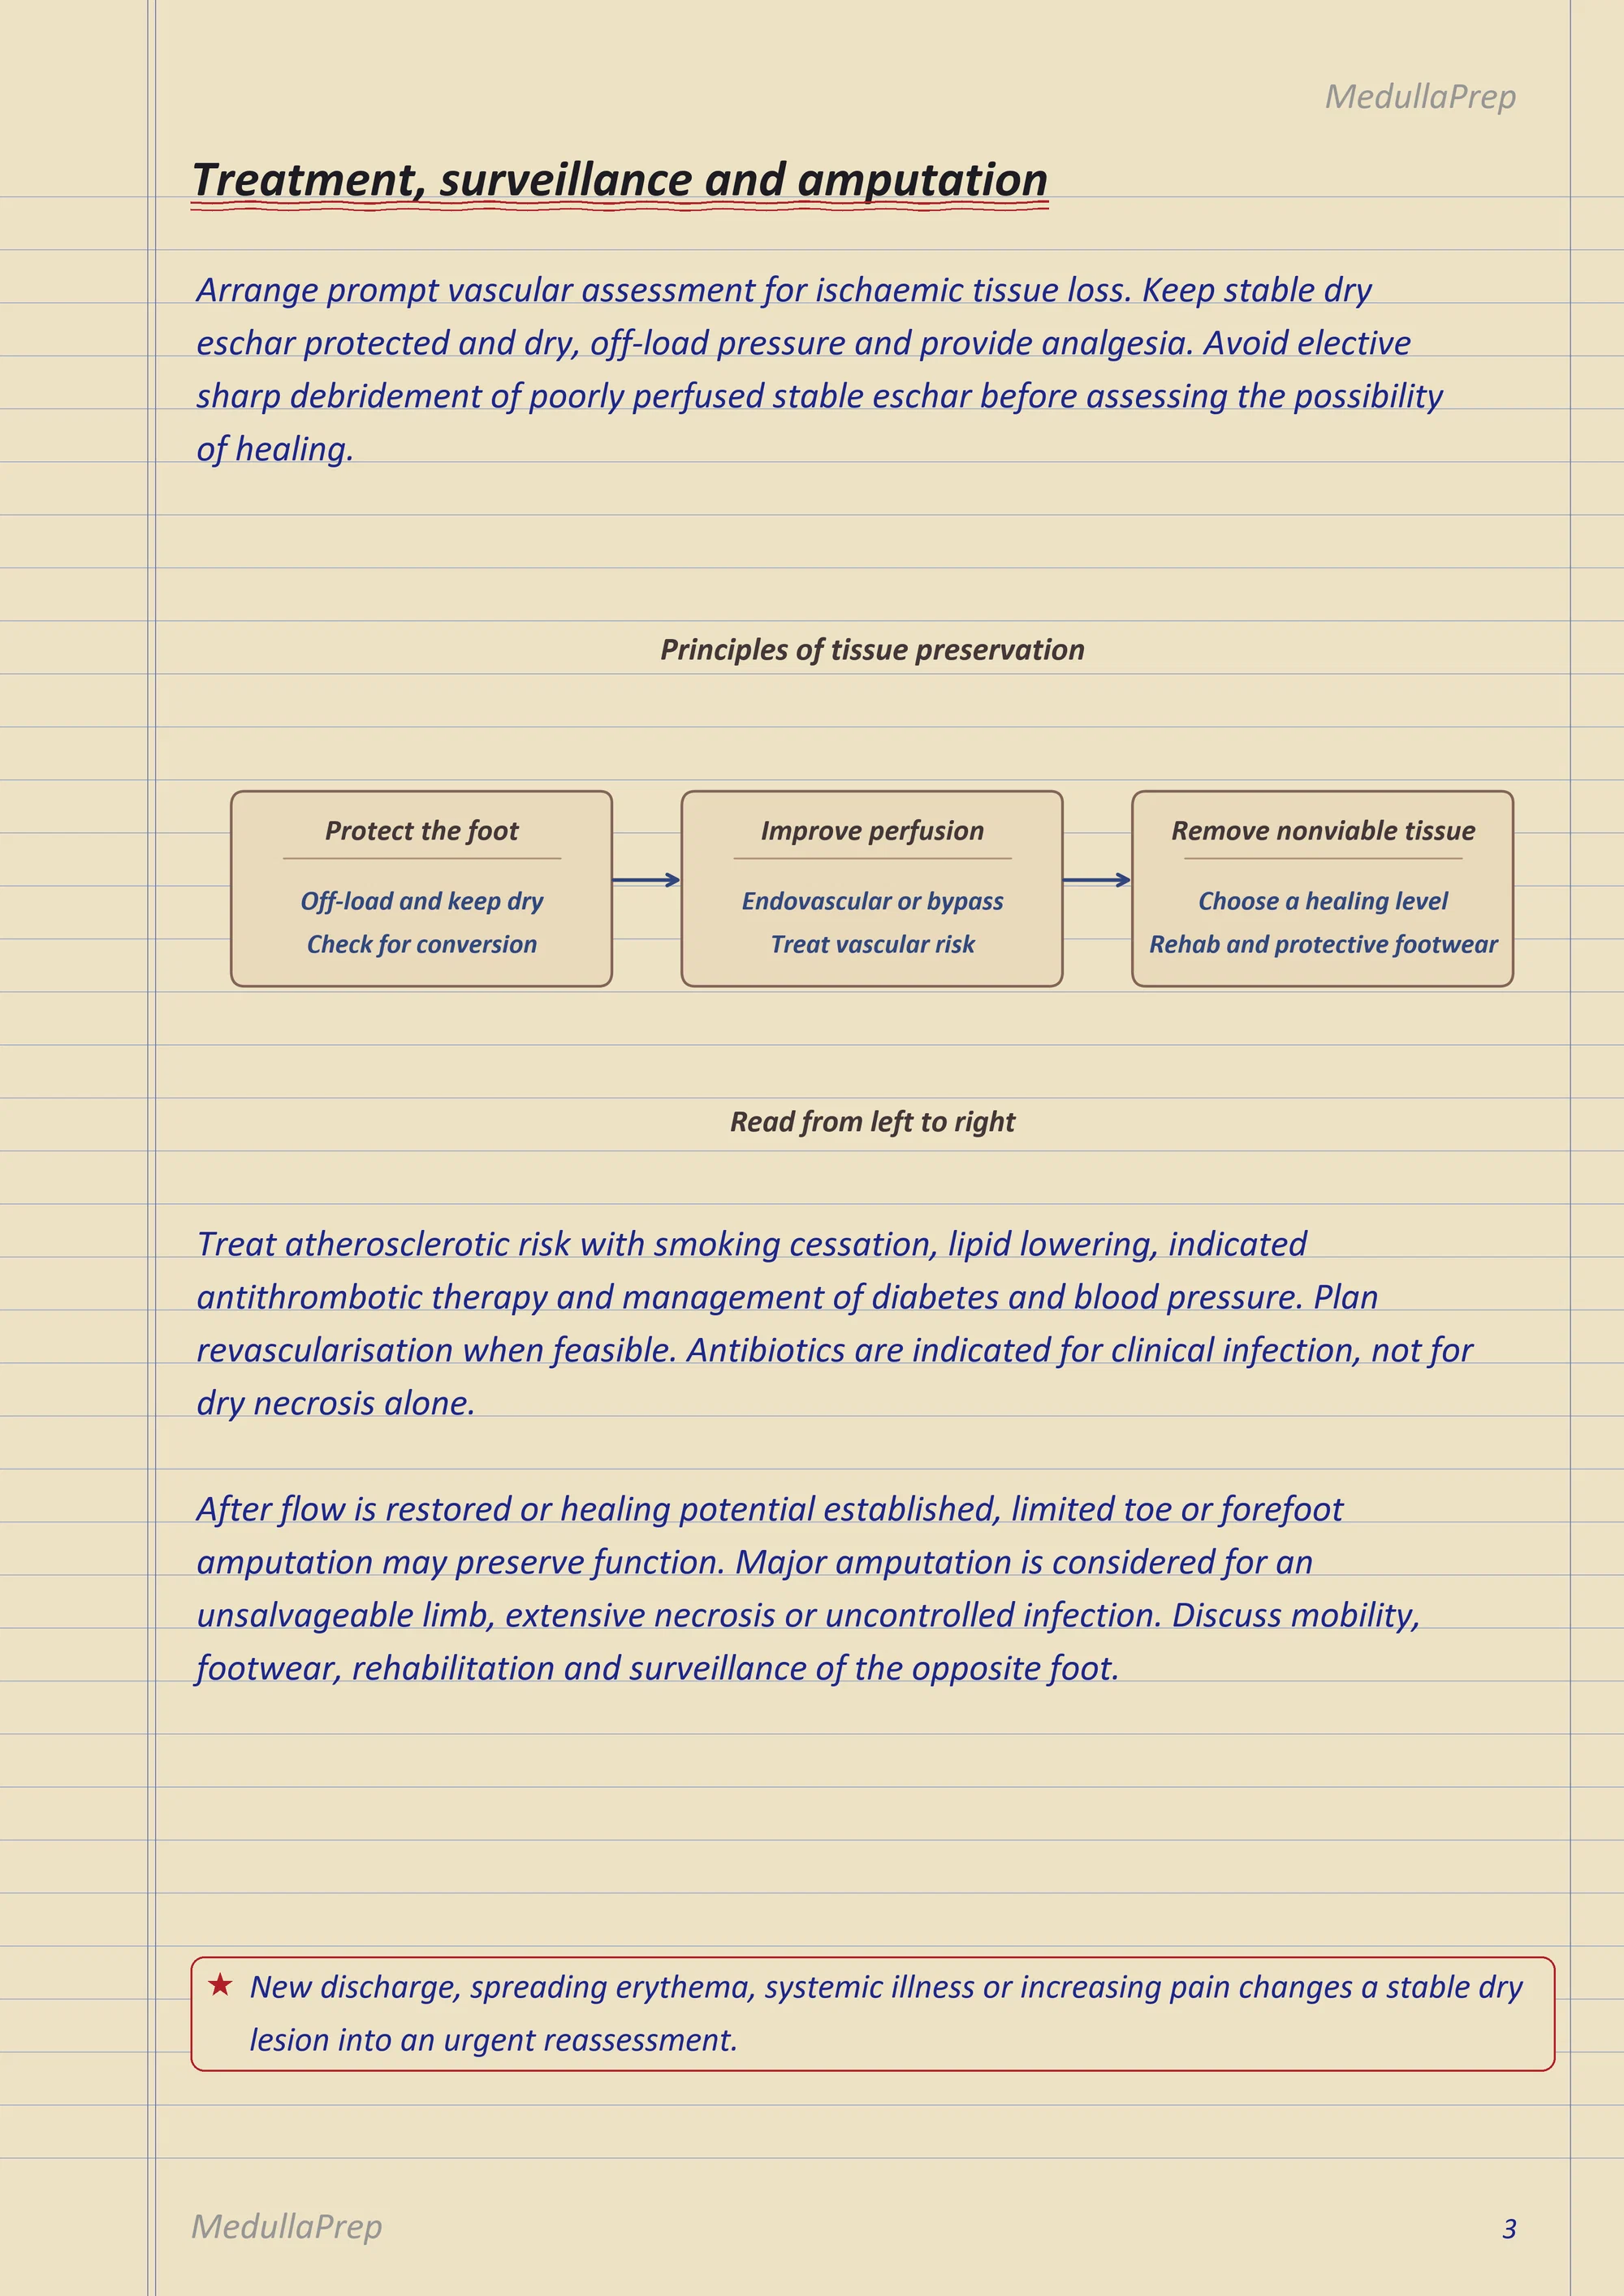 MedullaPrep
Treatment, surveillance and amputation
Arrange prompt vascular assessment for ischaemic tissue loss. Keep stable dry
eschar protected and dry, off-load pressure and provide analgesia. Avoid elective
sharp debridement of poorly perfused stable eschar before assessing the possibility
of healing.
Principles of tissue preservation
Protect the foot
Off-load and keep dry
Check for conversion
Improve perfusion
Endovascular or bypass
Treat vascular risk
Remove nonviable tissue
Choose a healing level
Rehab and protective footwear
Read from left to right
Treat atherosclerotic risk with smoking cessation, lipid lowering, indicated
antithrombotic therapy and management of diabetes and blood pressure. Plan
revascularisation when feasible. Antibiotics are indicated for clinical infection, not for
dry necrosis alone.
After flow is restored or healing potential established, limited toe or forefoot
amputation may preserve function. Major amputation is considered for an
unsalvageable limb, extensive necrosis or uncontrolled infection. Discuss mobility,
footwear, rehabilitation and surveillance of the opposite foot.
★ New discharge, spreading erythema, systemic illness or increasing pain changes a stable dry
lesion into an urgent reassessment.
MedullaPrep
3